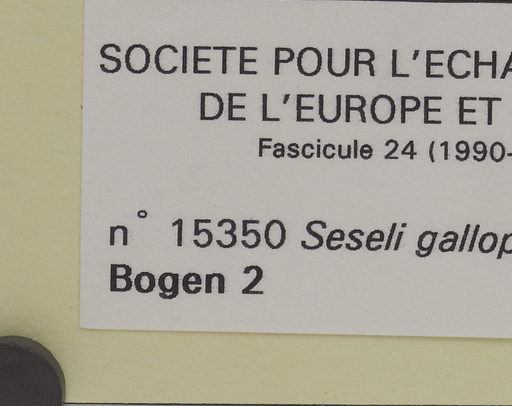 SOCIETE POUR L'ECHA
DE L'EUROPE ET
Fascicule 24 (1990-
n° 15350 Seseli gallop
Bogen 2